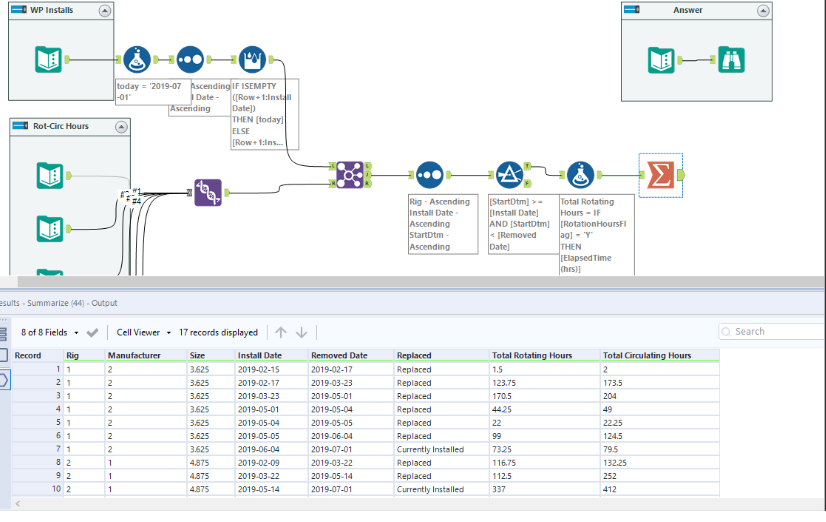 WP Installs
Answer
today = '2019-07
-01'
Ascending
l Date -
Ascending
IF ISEMPTY
([Row+1:Install
Date])
THEN [today]
ELSE
[Row+1:Ins...
Rot-Circ Hours
#1
#4
L
J
R
L
R
T
F
Rig - Ascending
Install Date -
Ascending
StartDtm -
Ascending
[StartDtm] >=
[Install Date]
AND [StartDtm]
< [Removed
Date]
Total Rotating
Hours = IF
[RotationHoursFl
ag] = 'Y'
THEN
[ElapsedTime
(hrs)]
esults - Summarize (44) - Output
8 of 8 Fields Cell Viewer 17 records displayed Search
Record Rig Manufacturer Size Install Date Removed Date Replaced Total Rotating Hours Total Circulating Hours
1 1 2 3.625 2019-02-15 2019-02-17 Replaced 1.5 2
2 1 2 3.625 2019-02-17 2019-03-23 Replaced 123.75 173.5
3 1 2 3.625 2019-03-23 2019-05-01 Replaced 170.5 204
4 1 2 3.625 2019-05-01 2019-05-04 Replaced 44.25 49
5 1 2 3.625 2019-05-04 2019-05-05 Replaced 22 22.25
6 1 2 3.625 2019-05-05 2019-06-04 Replaced 99 124.5
7 1 2 3.625 2019-06-04 2019-07-01 Currently Installed 73.25 79.5
8 2 1 4.875 2019-02-09 2019-03-22 Replaced 116.75 132.25
9 2 1 4.875 2019-03-22 2019-05-14 Replaced 112.5 252
10 2 1 4.875 2019-05-14 2019-07-01 Currently Installed 337 412